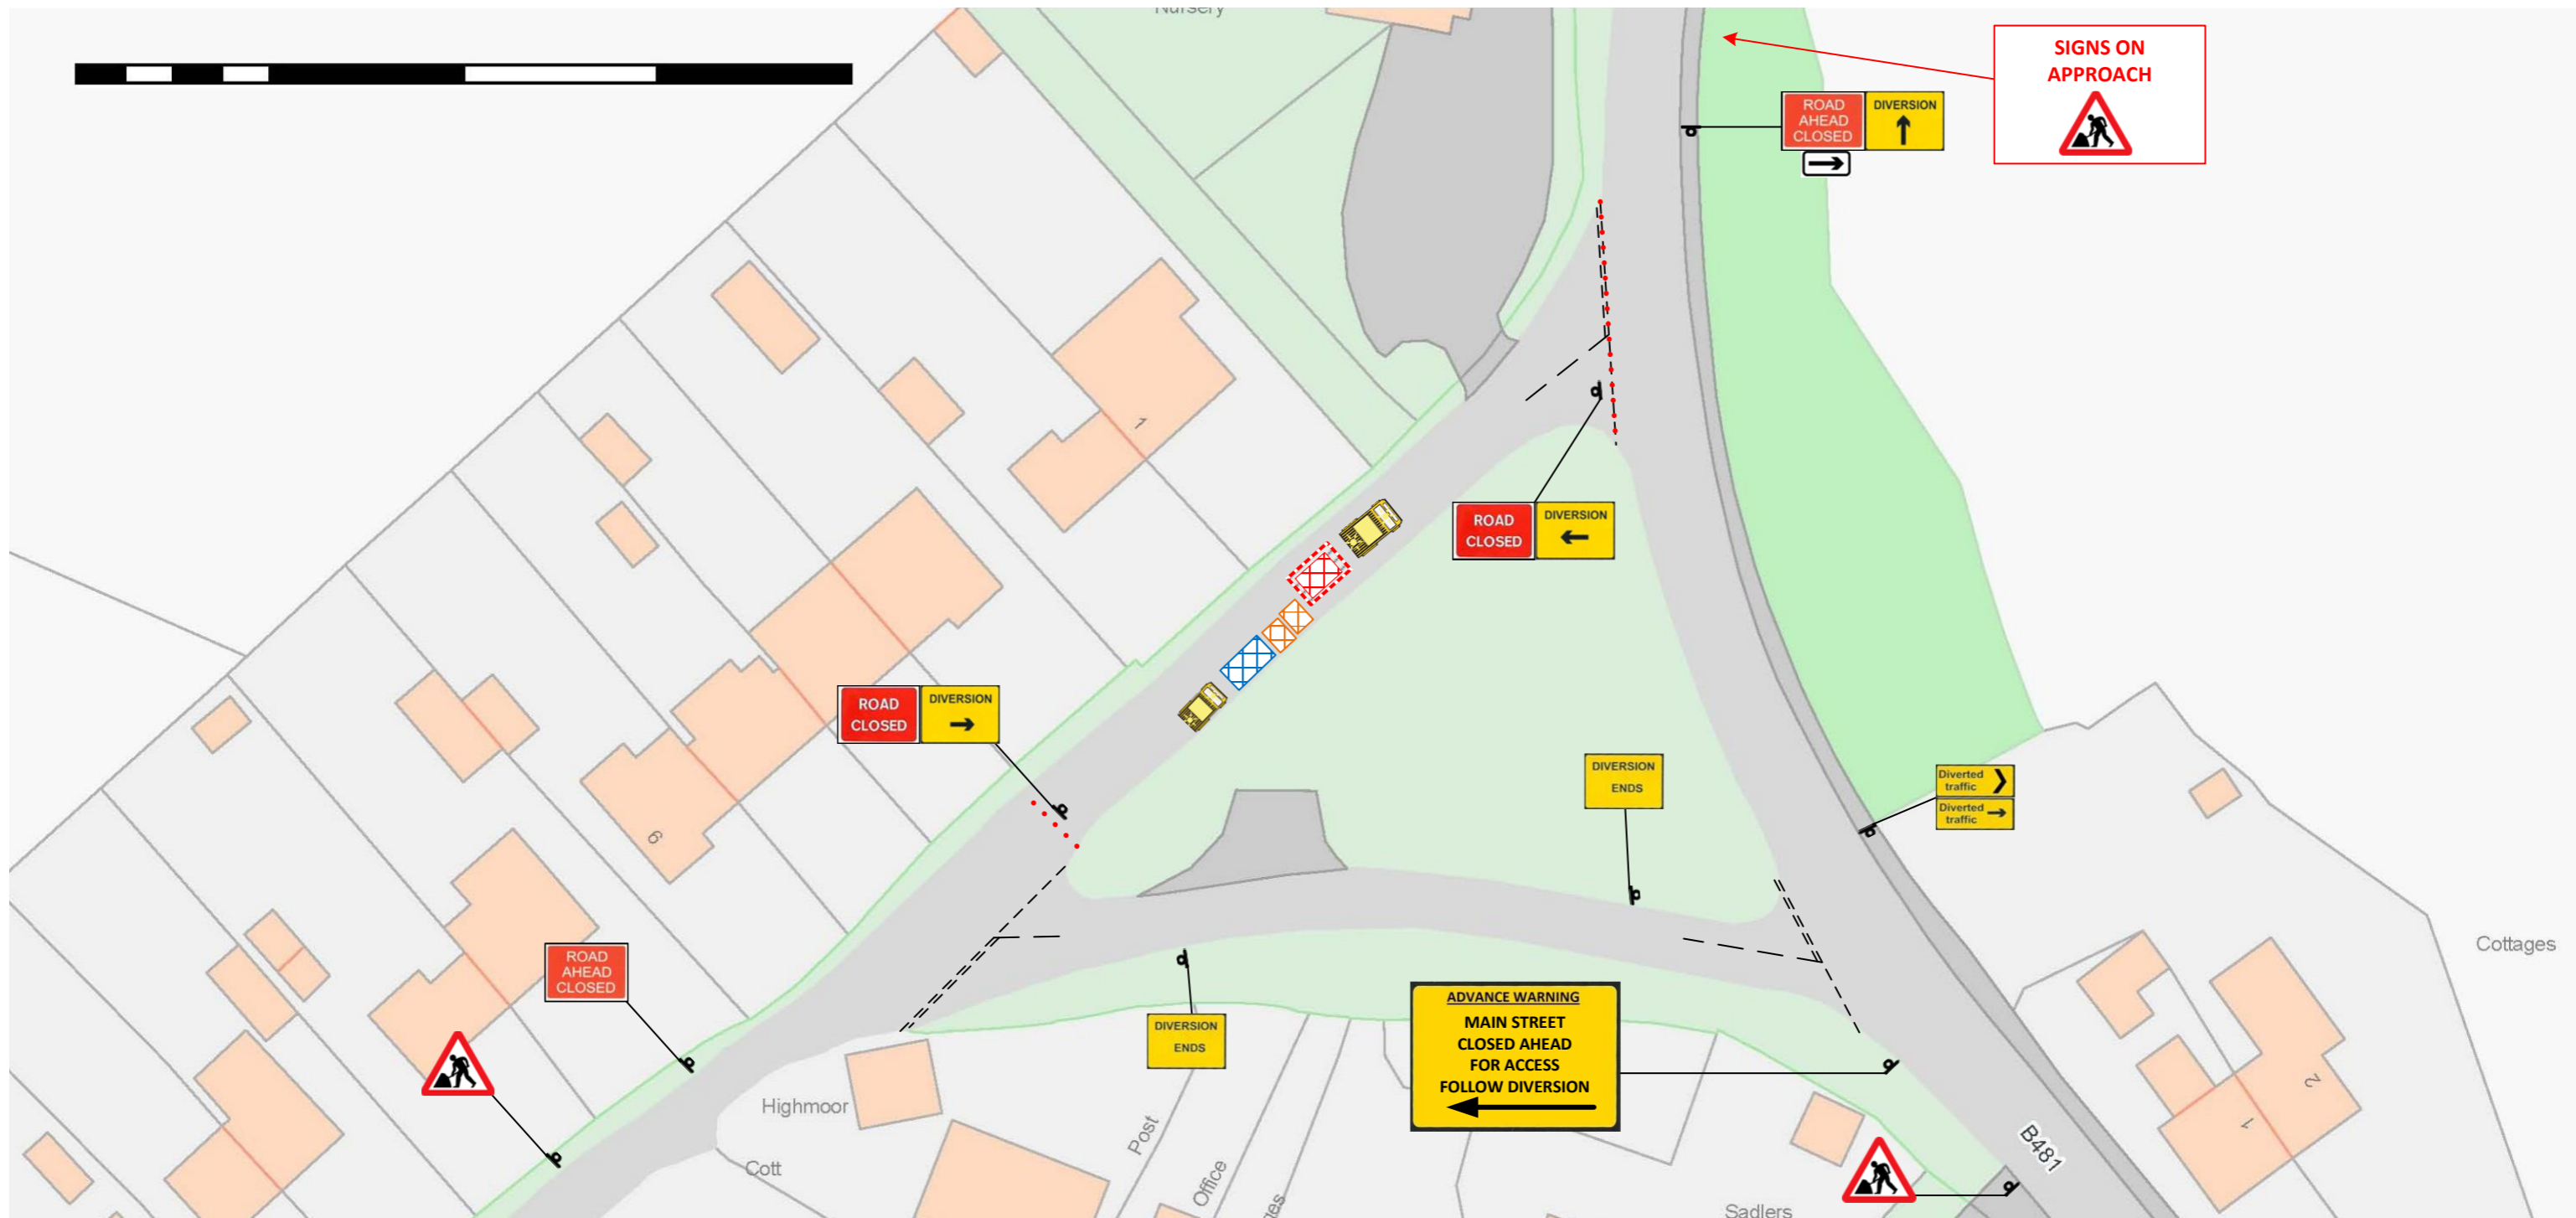 Nursery
SIGNS ON
APPROACH
ROAD
AHEAD
CLOSED
DIVERSION
1
ROAD
CLOSED
DIVERSION
ROAD
CLOSED
DIVERSION
DIVERSION
ENDS
Diverted
traffic
Diverted
traffic
6
ROAD
AHEAD
CLOSED
Cottages
DIVERSION
ENDS
ADVANCE WARNING
MAIN STREET
CLOSED AHEAD
FOR ACCESS
FOLLOW DIVERSION
Highmoor
Cott
Post
Office
B481
2
1
Sadlers